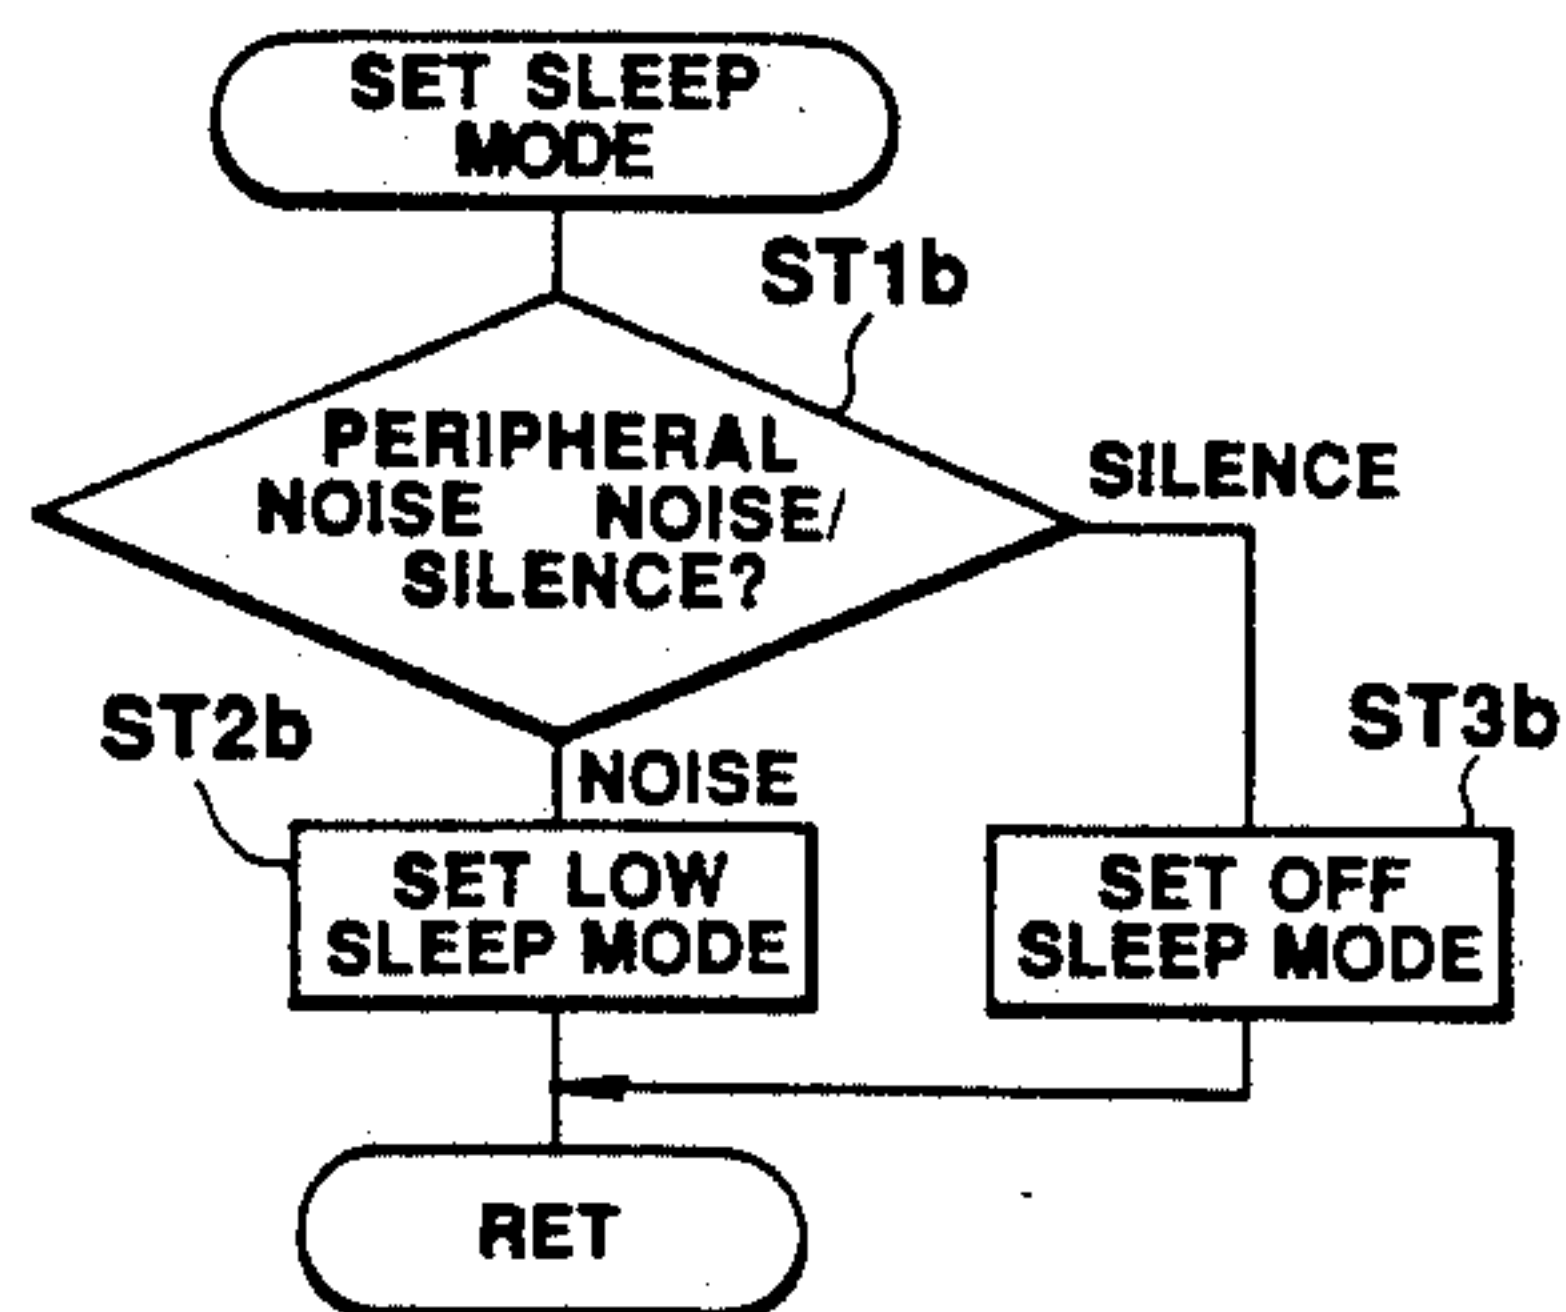 SET SLEEP
MODE
ST1b
PERIPHERAL
NOISE NOISE/
SILENCE?
SILENCE
ST2b
NOISE
ST3b
SET LOW
SLEEP MODE
SET OFF
SLEEP MODE
RET